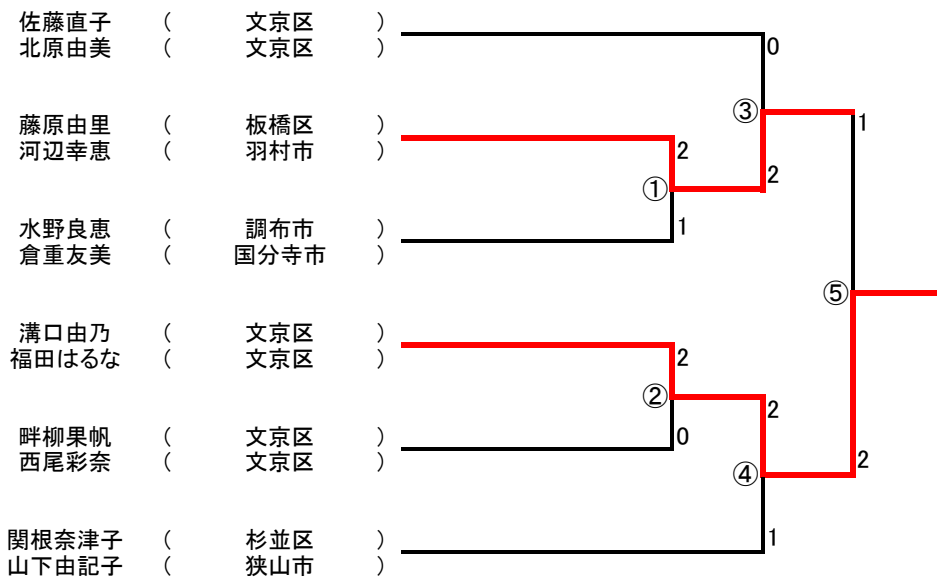 佐藤直子 ( 文京区 )
北原由美 ( 文京区 )
0
③
藤原由里 ( 板橋区 )
1
河辺幸恵 ( 羽村市 )
2
2
①
水野良恵 ( 調布市 )
1
倉重友美 ( 国分寺市 )
⑤
溝口由乃 ( 文京区 )
福田はるな ( 文京区 )
2
②
2
畔柳果帆 ( 文京区 )
0
西尾彩奈 ( 文京区 )
2
④
関根奈津子 ( 杉並区 )
1
山下由記子 ( 狭山市 )